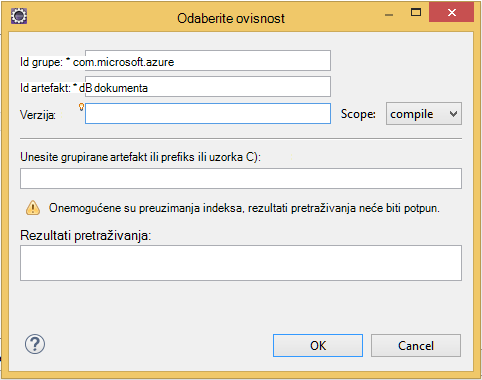 Odaberite ovisnost
Id grupe: * com.microsoft.azure
Id artefakt: * dB dokumenta
Verzija:
Scope: compile
Unesite grupirane artefakt ili prefiks ili uzorka C):
Onemogućene su preuzimanja indeksa, rezultati pretraživanja neće biti potpun.
Rezultati pretraživanja:
?
OK Cancel